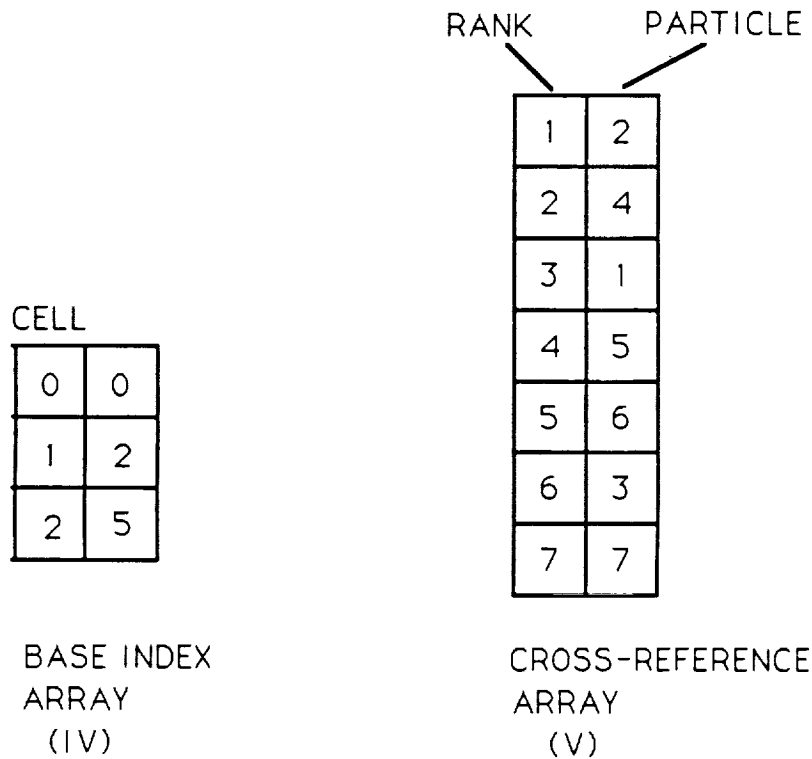 RANK PARTICLE
1 2
2 4
3 1
4 5
5 6
6 3
7 7
CELL
0 0
1 2
2 5
BASE INDEX
ARRAY
(IV)
CROSS-REFERENCE
ARRAY
(V)